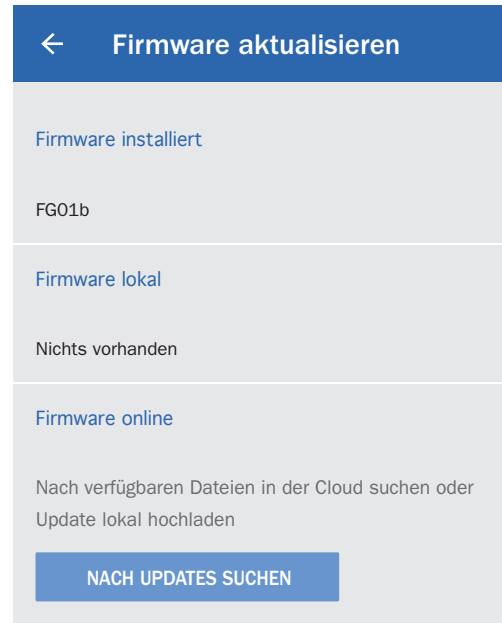 Firmware aktualisieren
Firmware installiert
FG01b
Firmware lokal
Nichts vorhanden
Firmware online
Nach verfügbaren Dateien in der Cloud suchen oder
Update lokal hochladen
NACH UPDATES SUCHEN